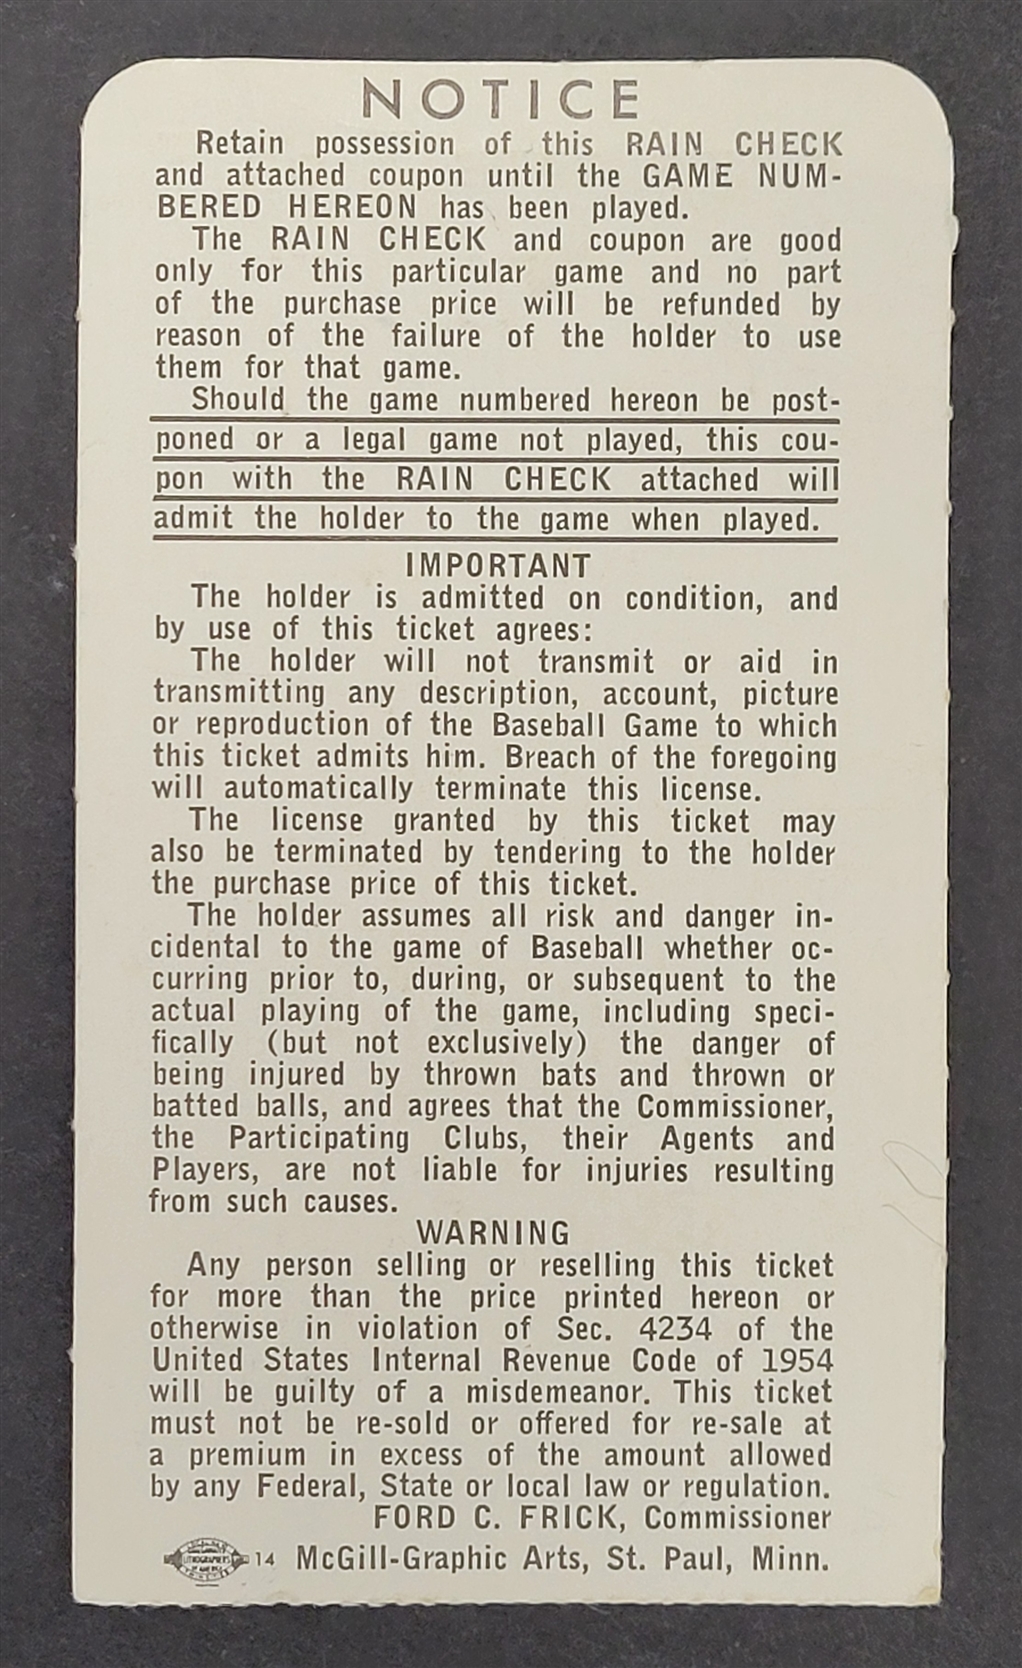 NOTICE
Retain possession of this RAIN CHECK
and attached coupon until the GAME NUM-
BERED HEREON has been played.
The RAIN CHECK and coupon are good
only for this particular game and no part
of the purchase price will be refunded by
reason of the failure of the holder to use
them for that game.
Should the game numbered hereon be post-
poned or a legal game not played, this cou-
pon with the RAIN CHECK attached will
admit the holder to the game when played.
IMPORTANT
The holder is admitted on condition, and
by use of this ticket agrees:
The holder will not transmit or aid in
transmitting any description, account, picture
or reproduction of the Baseball Game to which
this ticket admits him. Breach of the foregoing
will automatically terminate this license.
The license granted by this ticket may
also be terminated by tendering to the holder
the purchase price of this ticket.
The holder assumes all risk and danger in-
cidental to the game of Baseball whether oc-
curring prior to, during, or subsequent to the
actual playing of the game, including speci-
fically (but not exclusively) the danger of
being injured by thrown bats and thrown or
batted balls, and agrees that the Commissioner,
the Participating Clubs, their Agents and
Players, are not liable for injuries resulting
from such causes.
WARNING
Any person selling or reselling this ticket
for more than the price printed hereon or
otherwise in violation of Sec. 4234 of the
United States Internal Revenue Code of 1954
will be guilty of a misdemeanor. This ticket
must not be re-sold or offered for re-sale at
a premium in excess of the amount allowed
by any Federal, State or local law or regulation.
FORD C. FRICK, Commissioner
LITHOGRAPHERS
OF AMERICA
14 McGill-Graphic Arts, St. Paul, Minn.